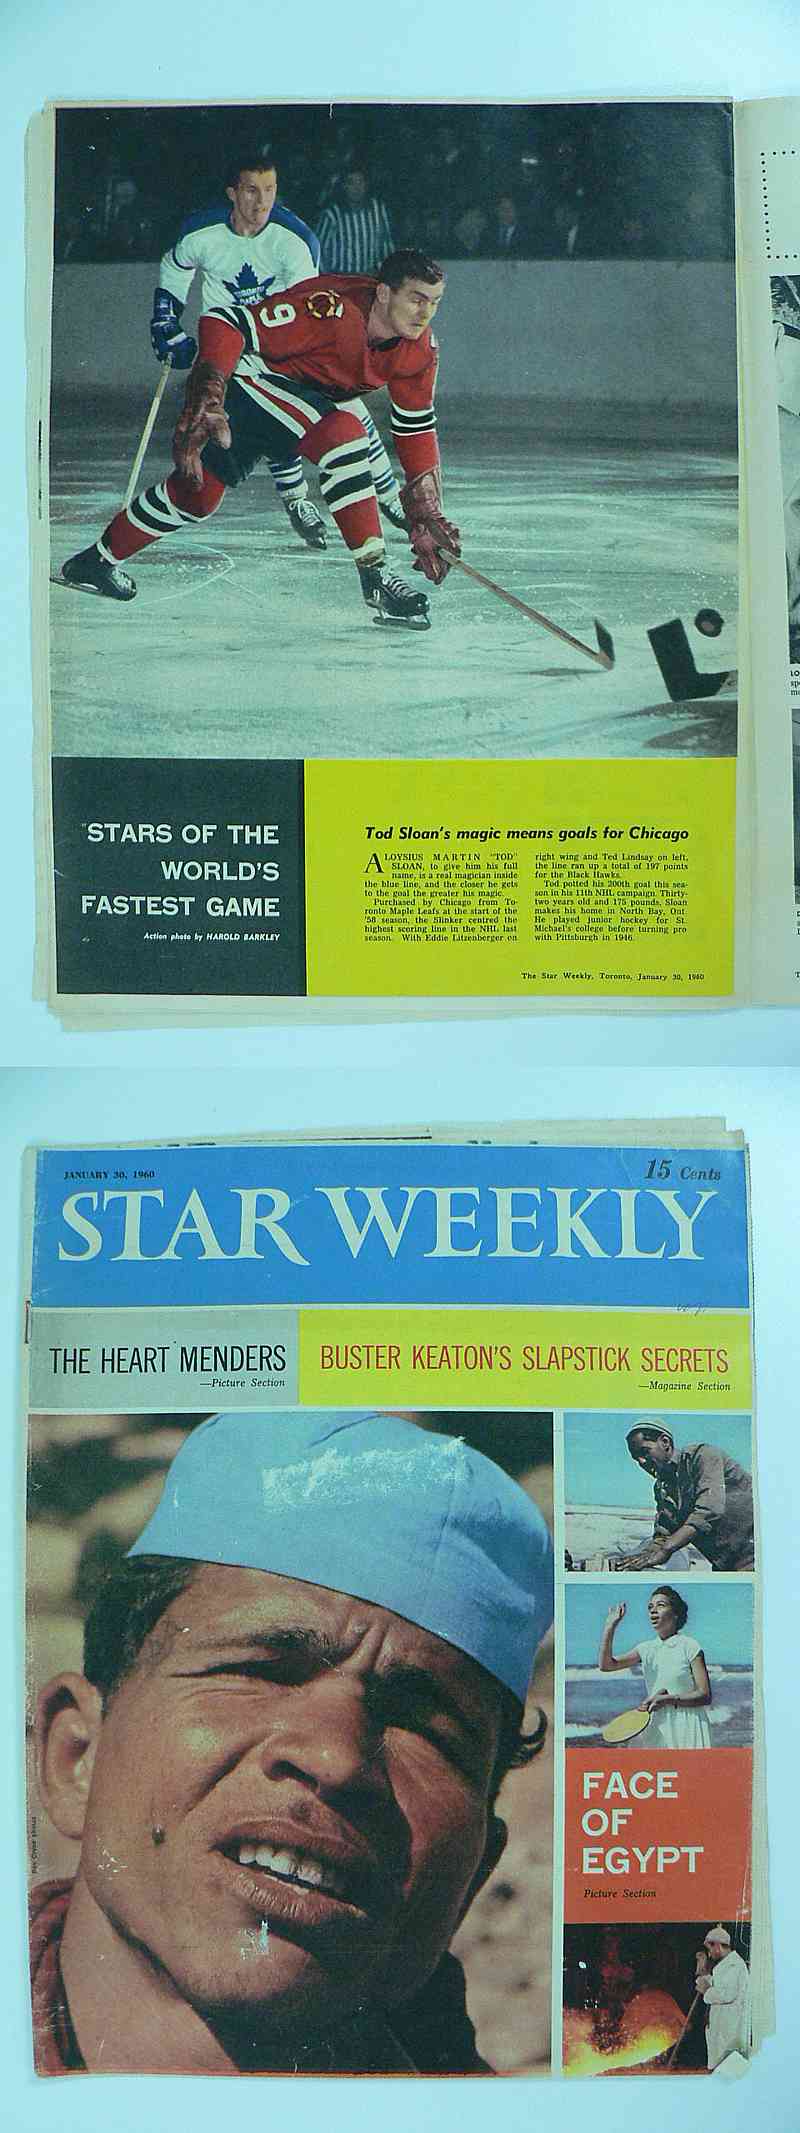 TORONTO
MAPLE
9
"STARS OF THE
WORLD'S
FASTEST GAME
Action photo by HAROLD BARKLEY
Tod Sloan's magic means goals for Chicago
ALOYSIUS MARTIN "TOD"
SLOAN, to give him his full
name, is a real magician inside
the blue line, and the closer he gets
to the goal the greater his magic.
Purchased by Chicago from To-
ronto Maple Leafs at the start of the
'58 season, the Slinker centred the
highest scoring line in the NHL last
season. With Eddie Litzenberger on
right wing and Ted Lindsay on left,
the line ran up a total of 197 points
for the Black Hawks.
Tod potted his 200th goal this sea-
son in his 11th NHL campaign. Thirty-
two years old and 175 pounds, Sloan
makes his home in North Bay, Ont.
He played junior hockey for St.
Michael's college before turning pro
with Pittsburgh in 1946.
The Star Weekly, Toronto, January 30, 1960
JANUARY 30, 1960
15 Cents
STAR WEEKLY
THE HEART MENDERS
—Picture Section
BUSTER KEATON'S SLAPSTICK SECRETS
—Magazine Section
FACE
OF
EGYPT
Picture Section